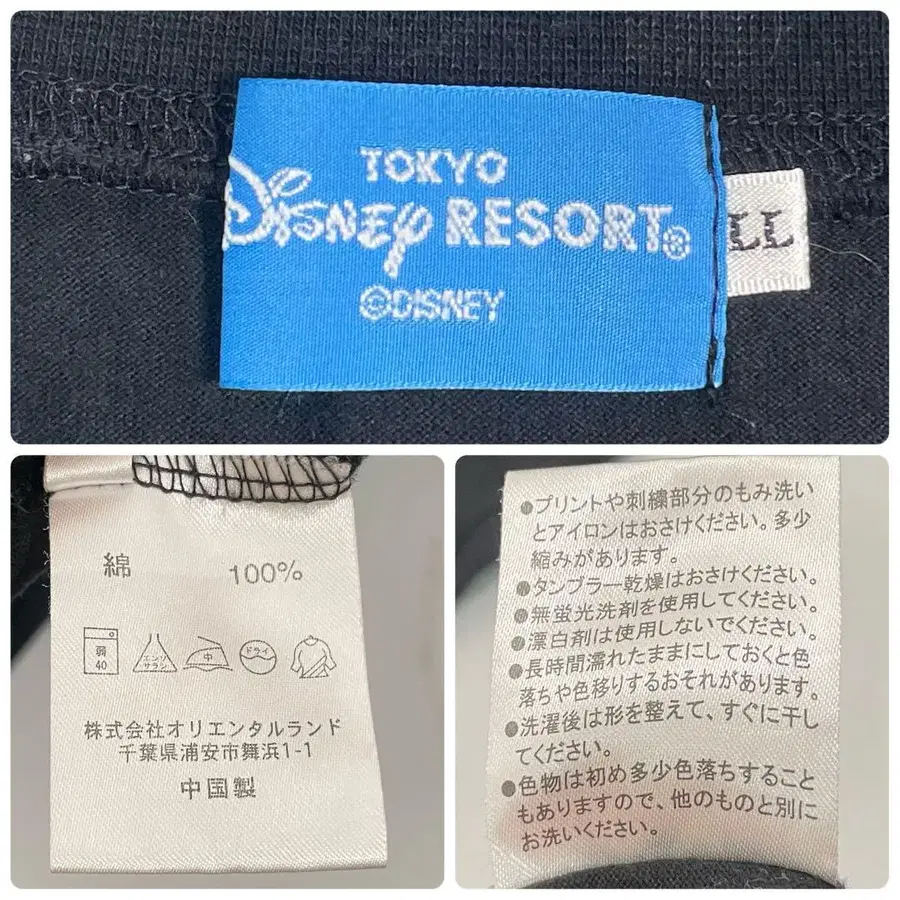 TOKYO
Disney RESORT®
©DISNEY
LL
綿 100%
弱
40
エンソ
サラシ
中
ドライ
株式会社オリエンタルランド
千葉県浦安市舞浜1-1
中国製
●プリントや刺繍部分のもみ洗い
とアイロンはおさけください。多少
縮みがあります。
●タンブラー乾燥はおさけください。
●無蛍光洗剤を使用してください。
●漂白剤は使用しないでください。
●長時間濡れたままにしておくと色
落ちや色移りするおそれがあります。
●洗濯後は形を整えて、すぐに干し
てください。
●色物は初め多少色落ちすること
もありますので、他のものと別に
お洗いください。